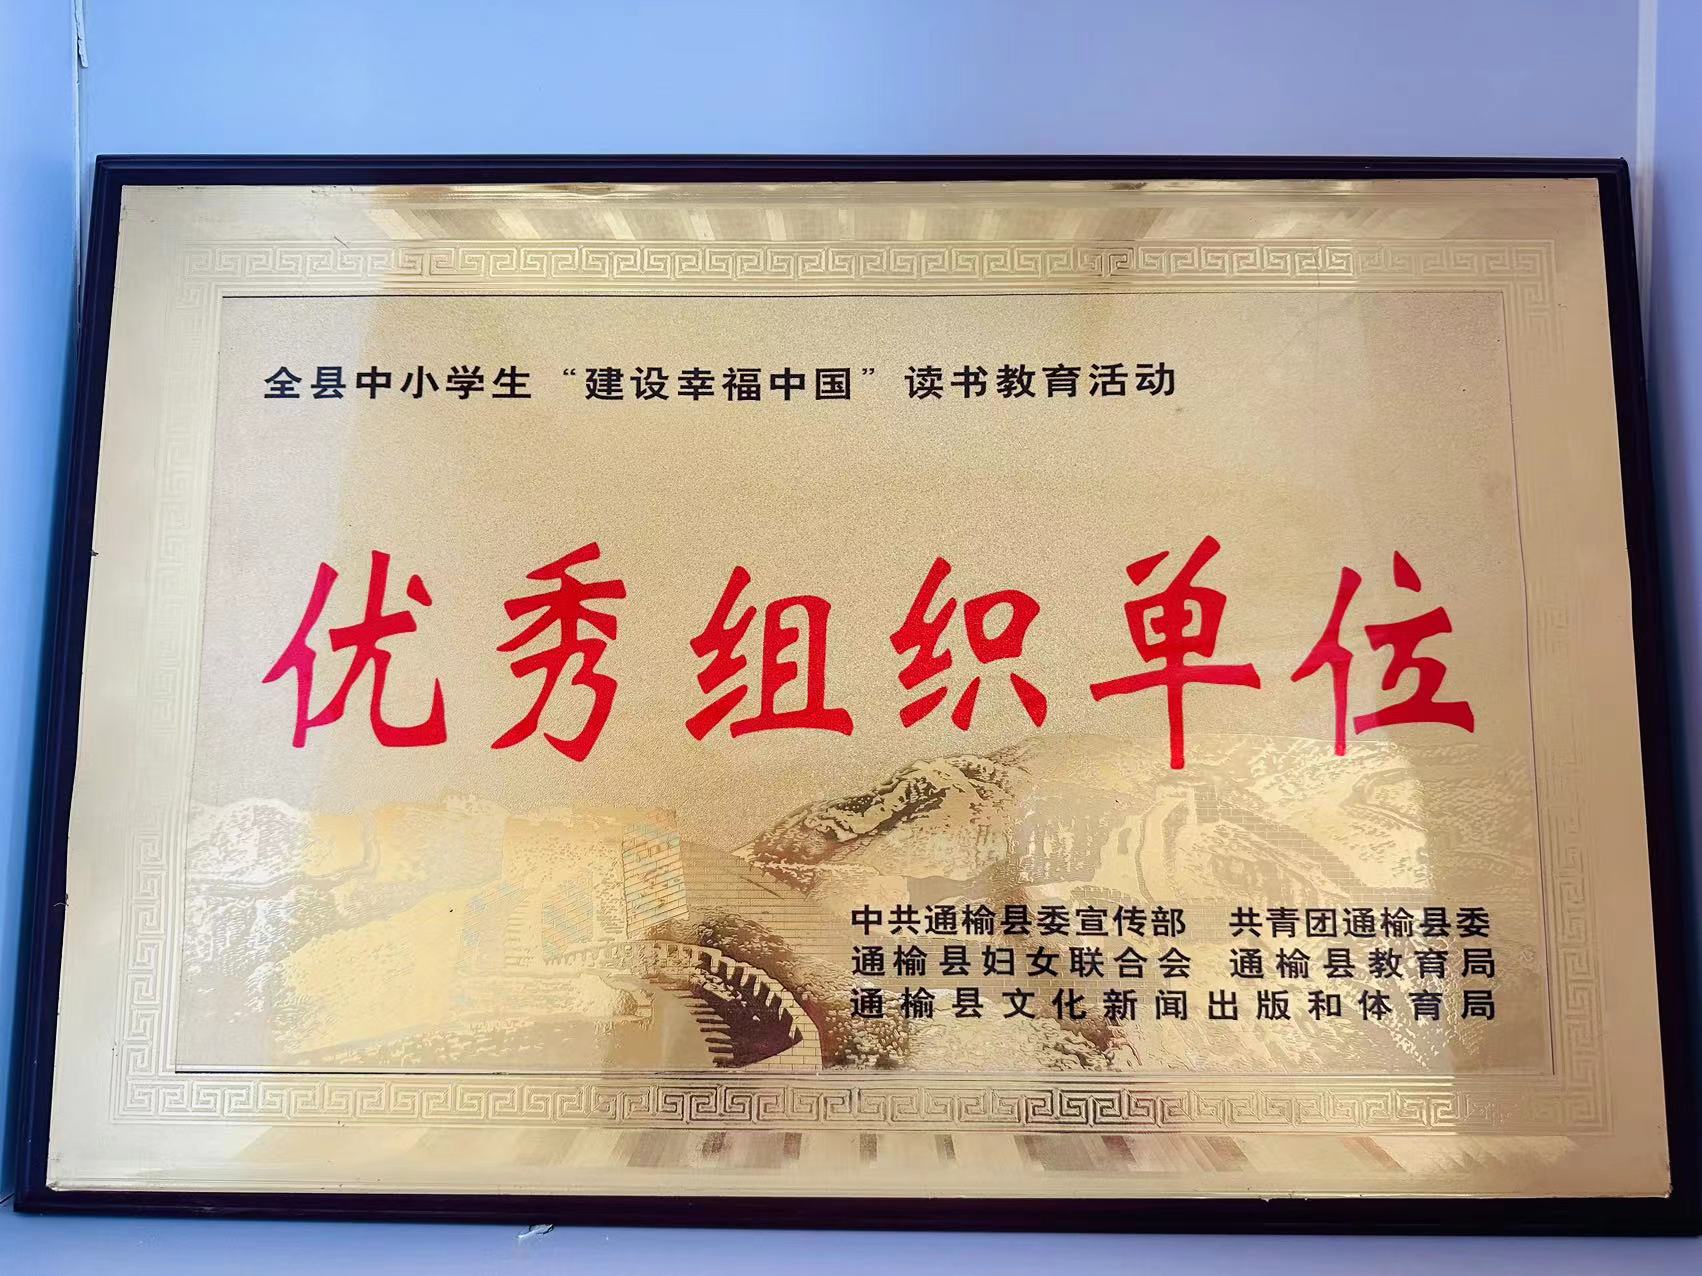 全县中小学生“建设幸福中国”读书教育活动
优秀组织单位
中共通榆县委宣传部 共青团通榆县委
通榆县妇女联合会 通榆县教育局
通榆县文化新闻出版和体育局